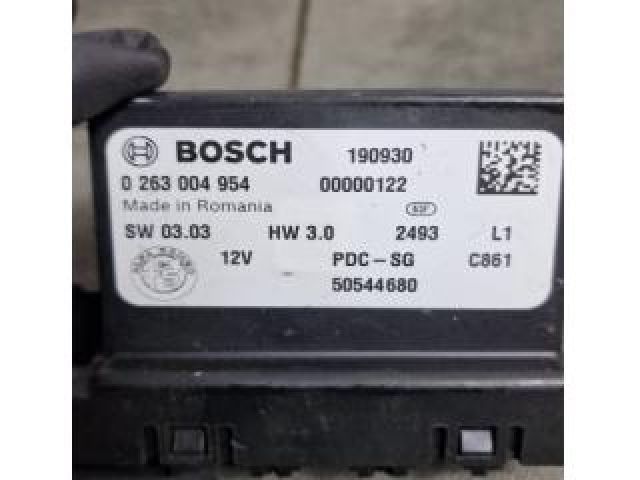 BOSCH 190930
0 263 004 954 00000122
Made in Romania
SW 03.03 HW 3.0 2493 L1
12V PDC-SG C861
50544680